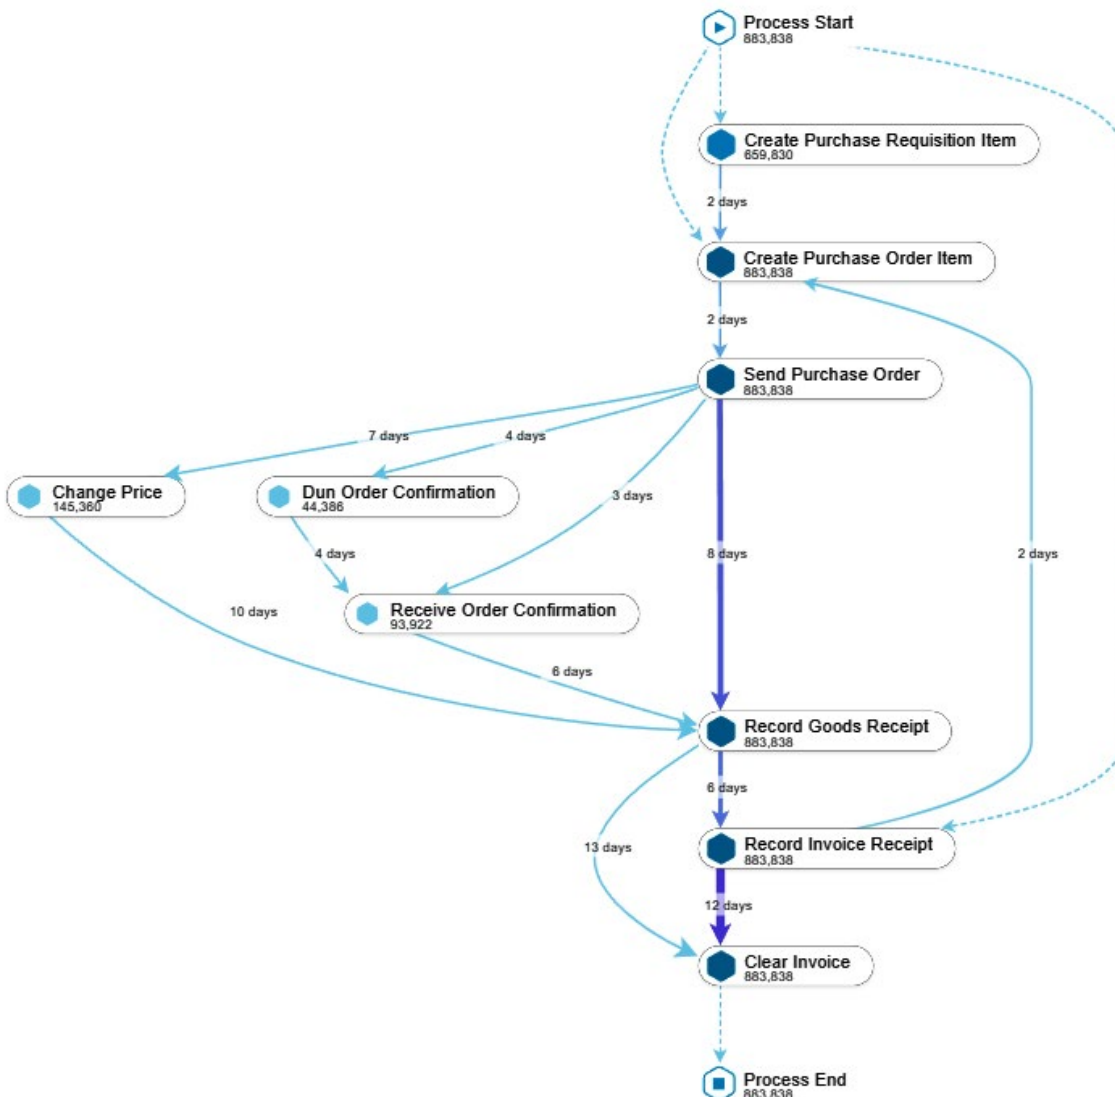 Process Start
883,838
Create Purchase Requisition Item
659,830
2 days
Create Purchase Order Item
883,838
2 days
Send Purchase Order
883,838
7 days
4 days
Change Price
145,360
Dun Order Confirmation
44,386
3 days
4 days
8 days
2 days
Receive Order Confirmation
93,922
10 days
6 days
Record Goods Receipt
883,838
6 days
Record Invoice Receipt
883,838
13 days
12 days
Clear Invoice
883,838
Process End
883,838